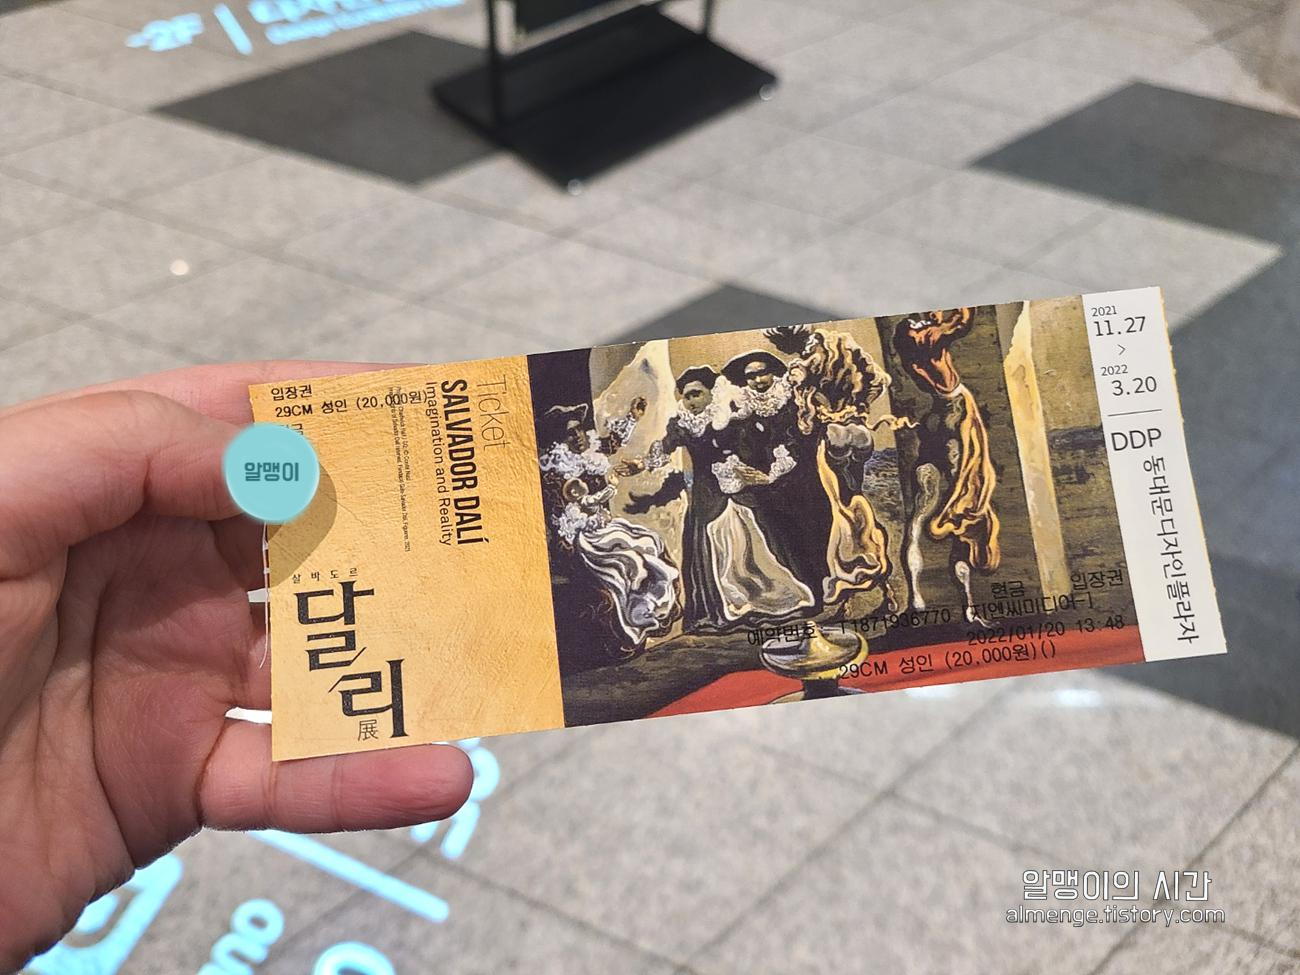 -2F
입장권
29CM 성인 (20,000원)
알맹이
Ticket
SALVADOR DALÍ
Imagination and Reality
살바도르
달리
展
2021
11.27
>
2022
3.20
DDP 동대문디자인플라자
현금 입장권
예약번호: T1871936770 [지엔씨미디어-]
2022/01/20 13:48
29CM 성인 (20,000원)()
알맹이의 시간
almenge.tistory.com